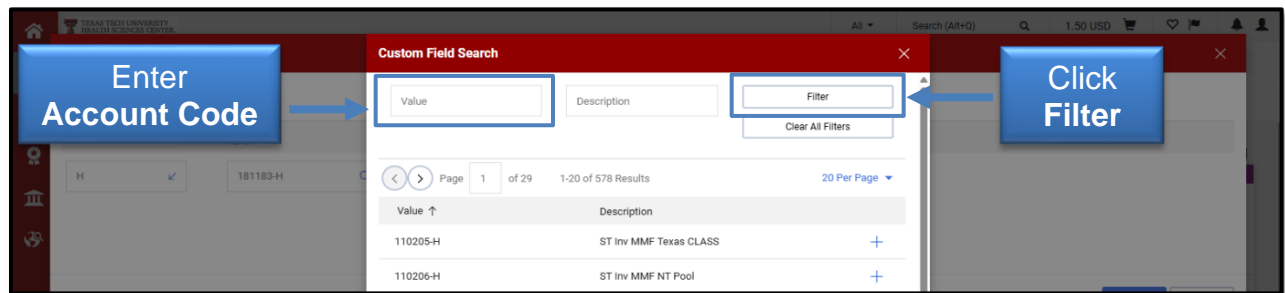 TEXAS TECH UNIVERSITY
HEALTH SCIENCES CENTER
All
Search (Alt+Q)
1.50 USD
Custom Field Search
Enter
Account Code
Value
Description
Filter
Clear All Filters
Click
Filter
H
181183-H
Page 1 of 29
1-20 of 578 Results
20 Per Page
Value ↑
Description
110205-H
ST Inv MMF Texas CLASS
110206-H
ST Inv MMF NT Pool